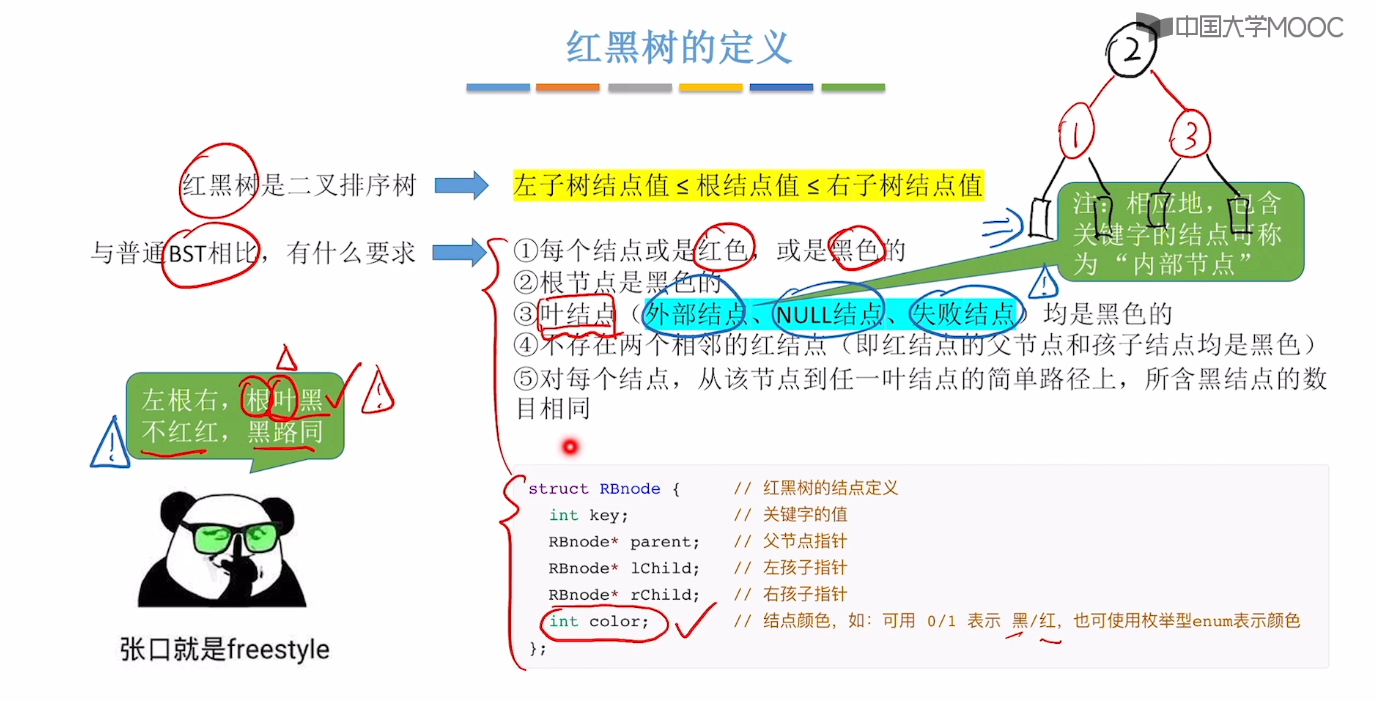 中国大学MOOC
红黑树的定义
2
1
3
红黑树是二叉排序树
左子树结点值 ≤ 根结点值 ≤ 右子树结点值
注：相应地，包含
关键字的结点可称
为“内部节点”
与普通BST相比，有什么要求
①每个结点或是红色，或是黑色的
②根节点是黑色的
③叶结点（外部结点、NULL结点、失败结点）均是黑色的
④不存在两个相邻的红结点（即红结点的父节点和孩子结点均是黑色）
⑤对每个结点，从该节点到任一叶结点的简单路径上，所含黑结点的数
目相同
左根右，根叶黑
不红红，黑路同
struct RBnode { // 红黑树的结点定义
int key; // 关键字的值
RBnode* parent; // 父节点指针
RBnode* lChild; // 左孩子指针
RBnode* rChild; // 右孩子指针
int color; // 结点颜色，如：可用 0/1 表示 黑/红，也可使用枚举型enum表示颜色
};
张口就是freestyle